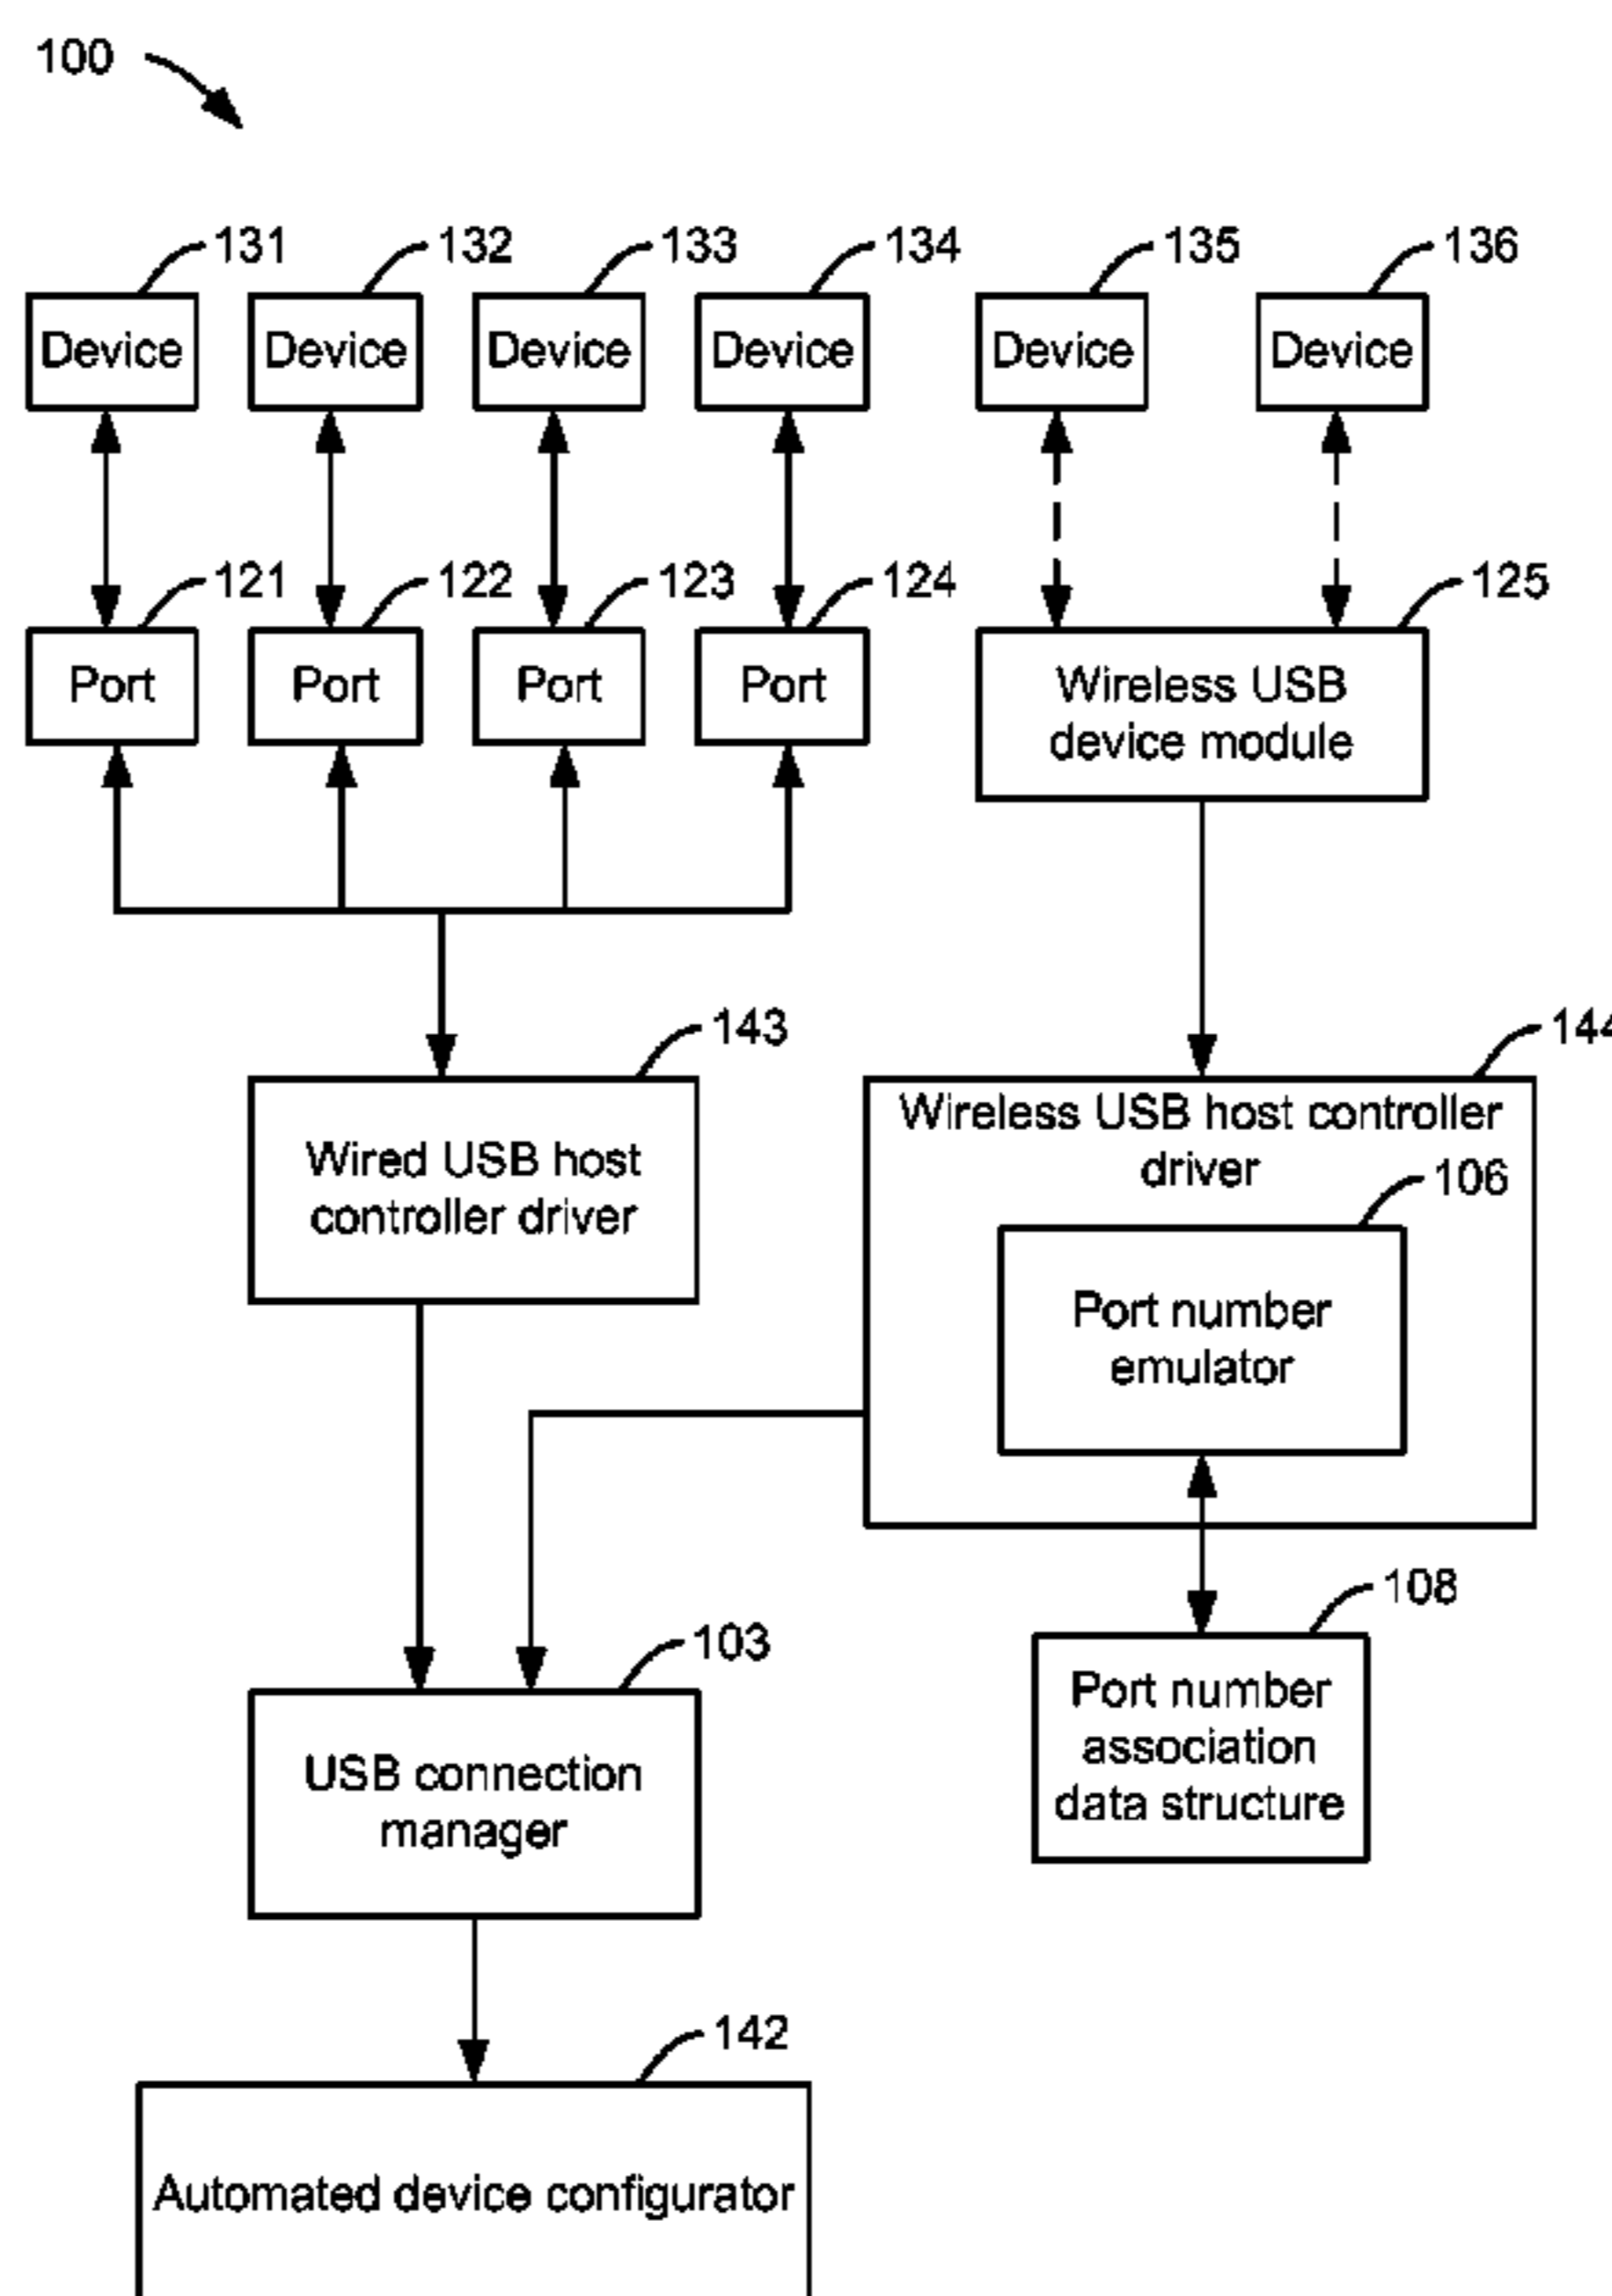 100
131 132 133 134 135 136
Device Device Device Device Device Device
121 122 123 124 125
Port Port Port Port
Wireless USB
device module
143
144
Wired USB host
controller driver
Wireless USB host controller
driver
106
Port number
emulator
108
Port number
association
data structure
103
USB connection
manager
142
Automated device configurator